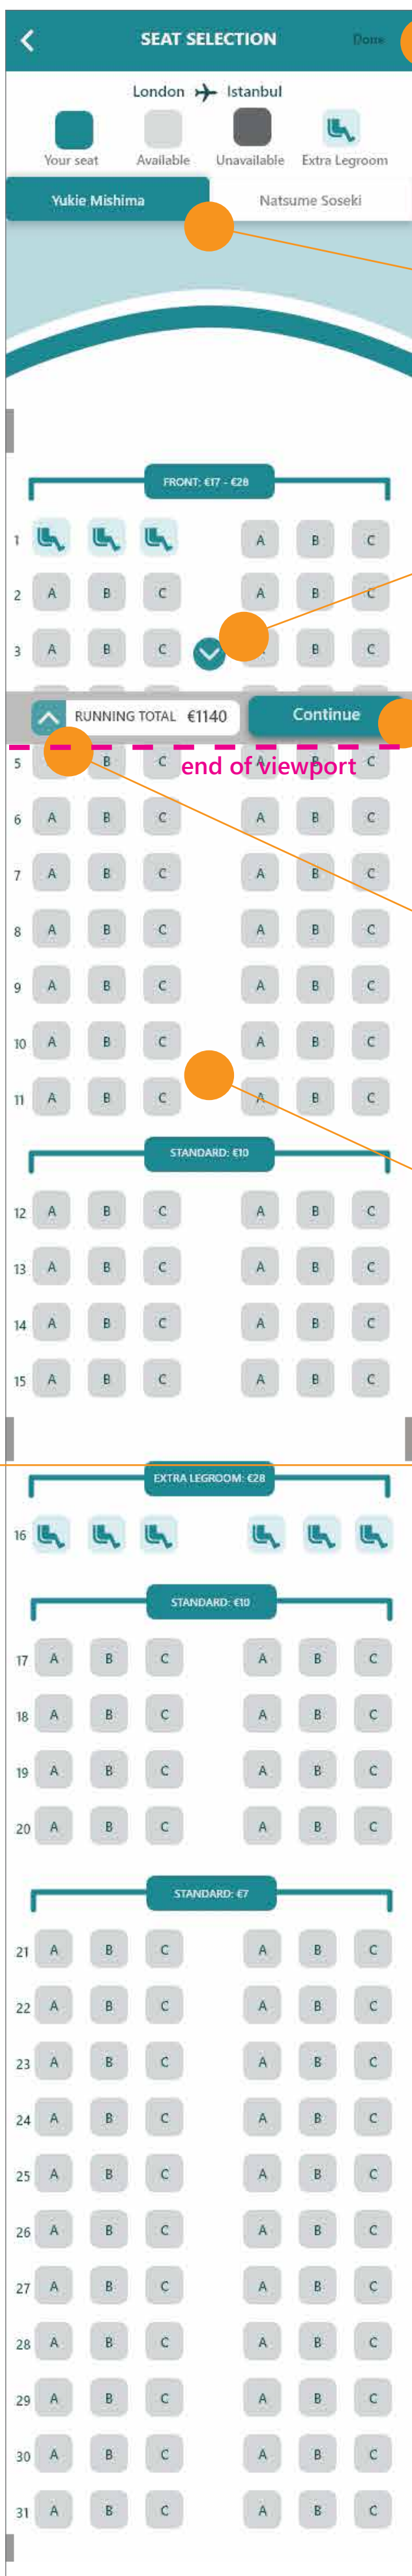 SEAT SELECTION Done
London Istanbul
Your seat Available Unavailable Extra Legroom
Yukie Mishima Natsume Soseki
FRONT: €17 - €28
1 A B C
2 A B C A B C
3 A B C B C
RUNNING TOTAL €1140 Continue
end of viewport
5 B C A B C
6 A B C A B C
7 A B C A B C
8 A B C A B C
9 A B C A B C
10 A B C A B C
11 A B C A B C
STANDARD: €10
12 A B C A B C
13 A B C A B C
14 A B C A B C
15 A B C A B C
EXTRA LEGROOM: €28
16
STANDARD: €10
17 A B C A B C
18 A B C A B C
19 A B C A B C
20 A B C A B C
STANDARD: €7
21 A B C A B C
22 A B C A B C
23 A B C A B C
24 A B C A B C
25 A B C A B C
26 A B C A B C
27 A B C A B C
28 A B C A B C
29 A B C A B C
30 A B C A B C
31 A B C A B C